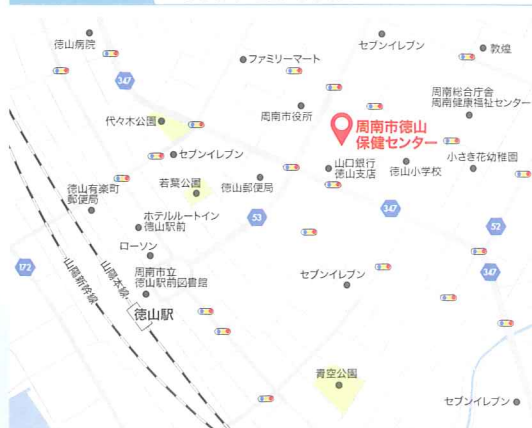 徳山病院
セブンイレブン
敦煌
ファミリーマート
347
周南総合庁舎
周南健康福祉センター
周南市役所
代々木公園
周南市徳山
保健センター
セブンイレブン
山口銀行
徳山支店
徳山小学校
小さき花幼稚園
若葉公園
徳山郵便局
徳山有楽町
郵便局
347
53
52
ホテルルートイン
徳山駅前
ローソン
172
山陽新幹線
山陽本線
周南市立
徳山駅前図書館
347
セブンイレブン
徳山駅
青空公園
セブンイレブン